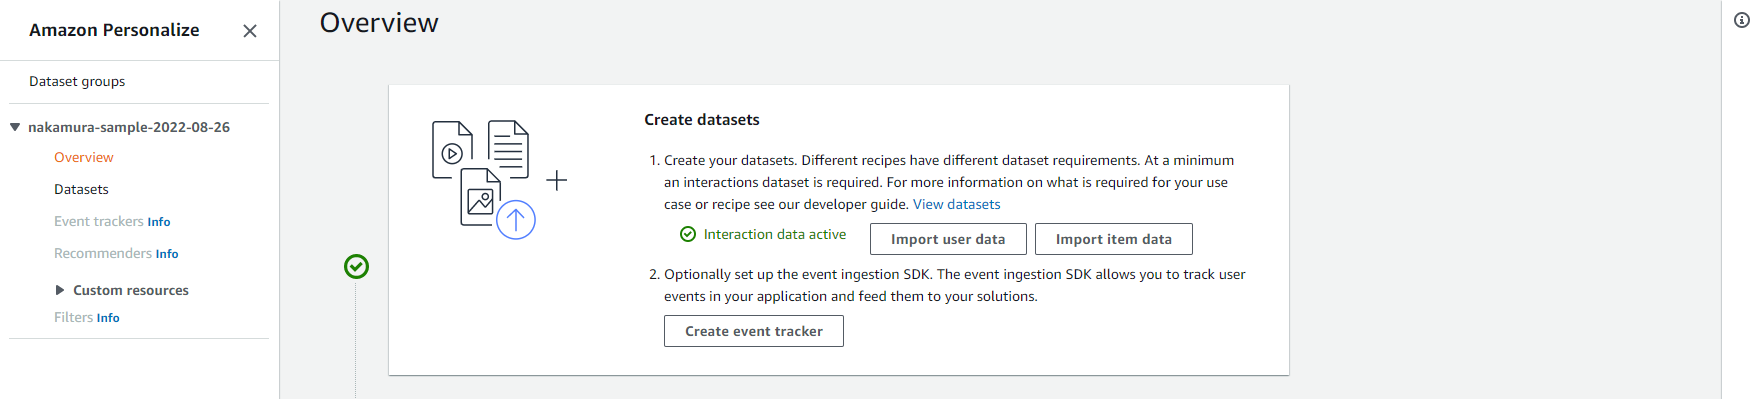 Amazon Personalize
Dataset groups
nakamura-sample-2022-08-26
Overview
Datasets
Event trackers Info
Recommenders Info
Custom resources
Filters Info
Overview
Create datasets
1. Create your datasets. Different recipes have different dataset requirements. At a minimum
an interactions dataset is required. For more information on what is required for your use
case or recipe see our developer guide. View datasets
Interaction data active
Import user data
Import item data
2. Optionally set up the event ingestion SDK. The event ingestion SDK allows you to track user
events in your application and feed them to your solutions.
Create event tracker